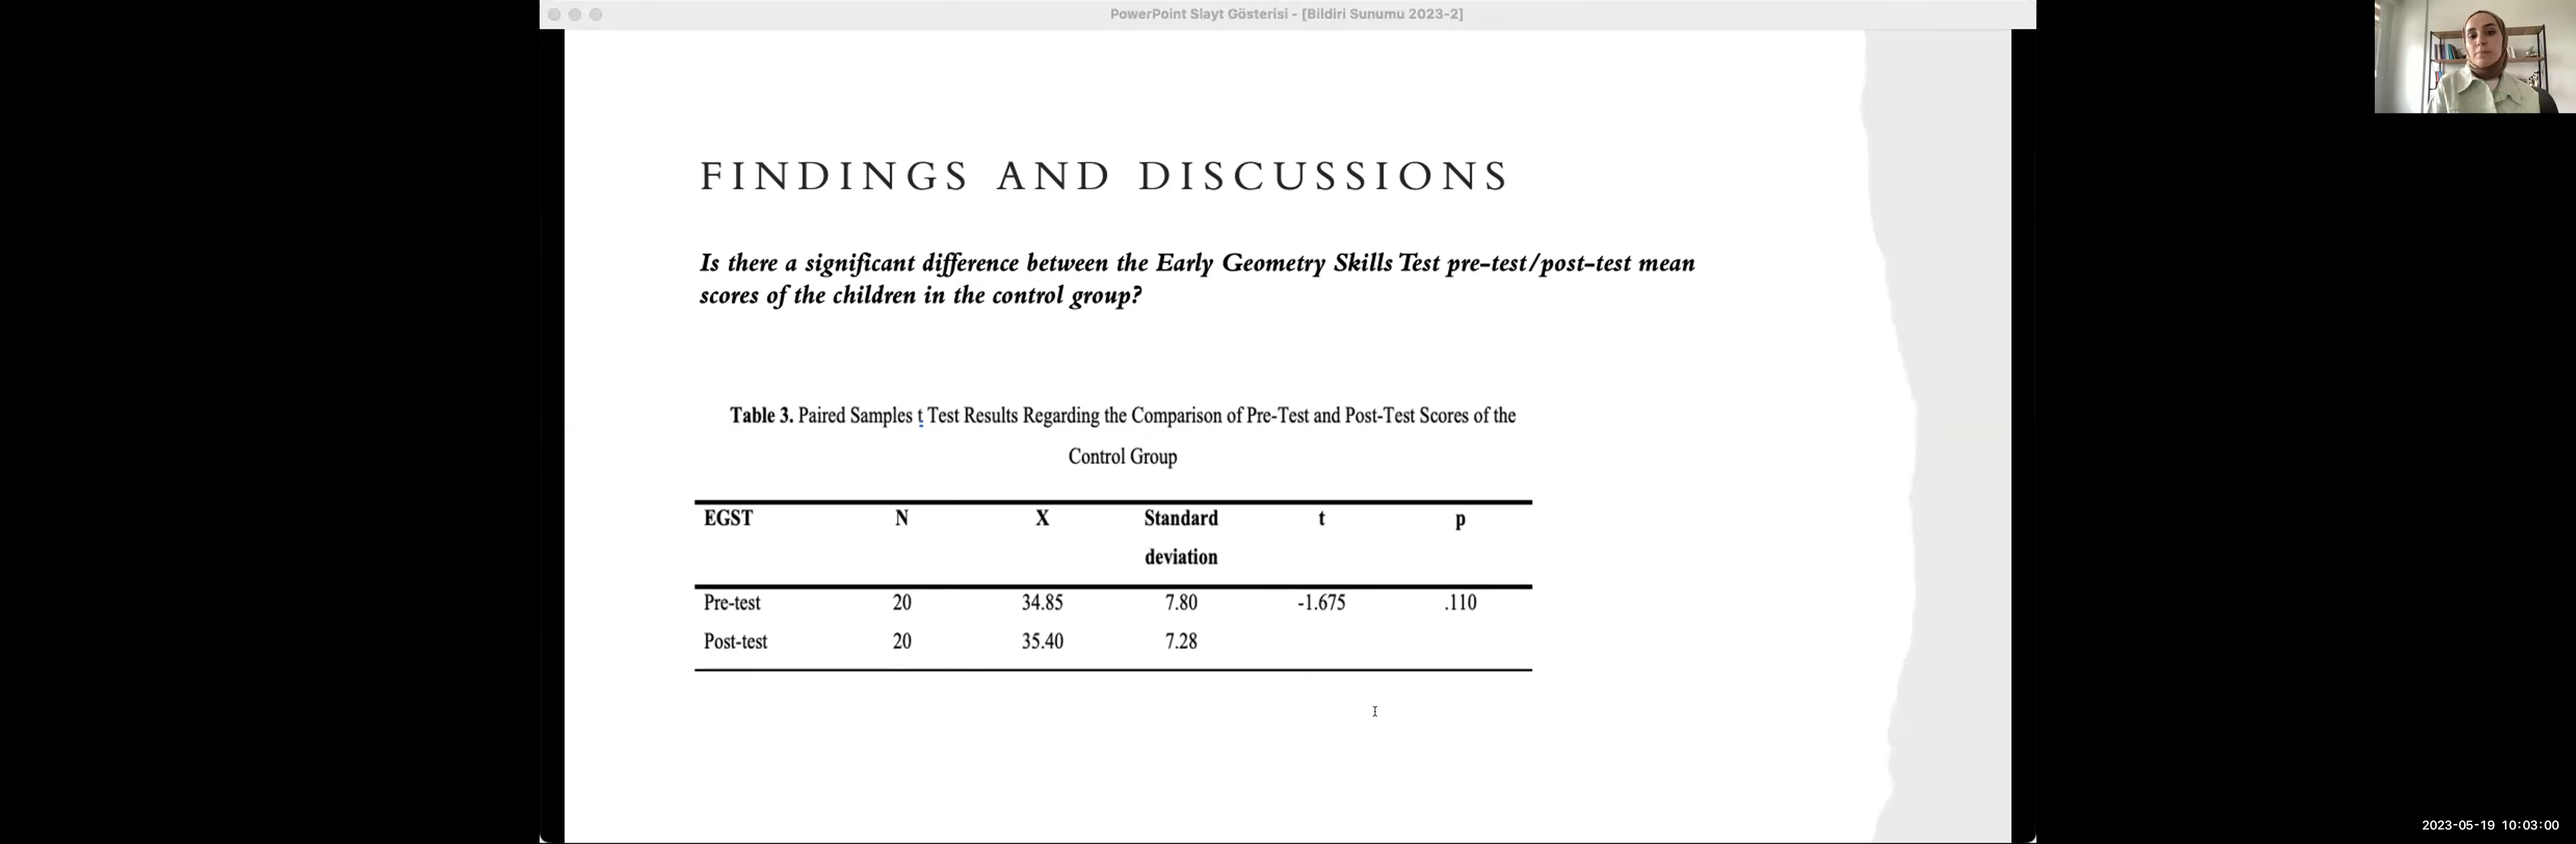 PowerPoint Slayt Gösterisi - [Bildiri Sunumu 2023-2]
FINDINGS AND DISCUSSIONS
Is there a significant difference between the Early Geometry Skills Test pre-test/post-test mean
scores of the children in the control group?
Table 3. Paired Samples t Test Results Regarding the Comparison of Pre-Test and Post-Test Scores of the
Control Group
EGST N X Standard deviation t p
Pre-test 20 34.85 7.80 -1.675 .110
Post-test 20 35.40 7.28
2023-05-19 10:03:00